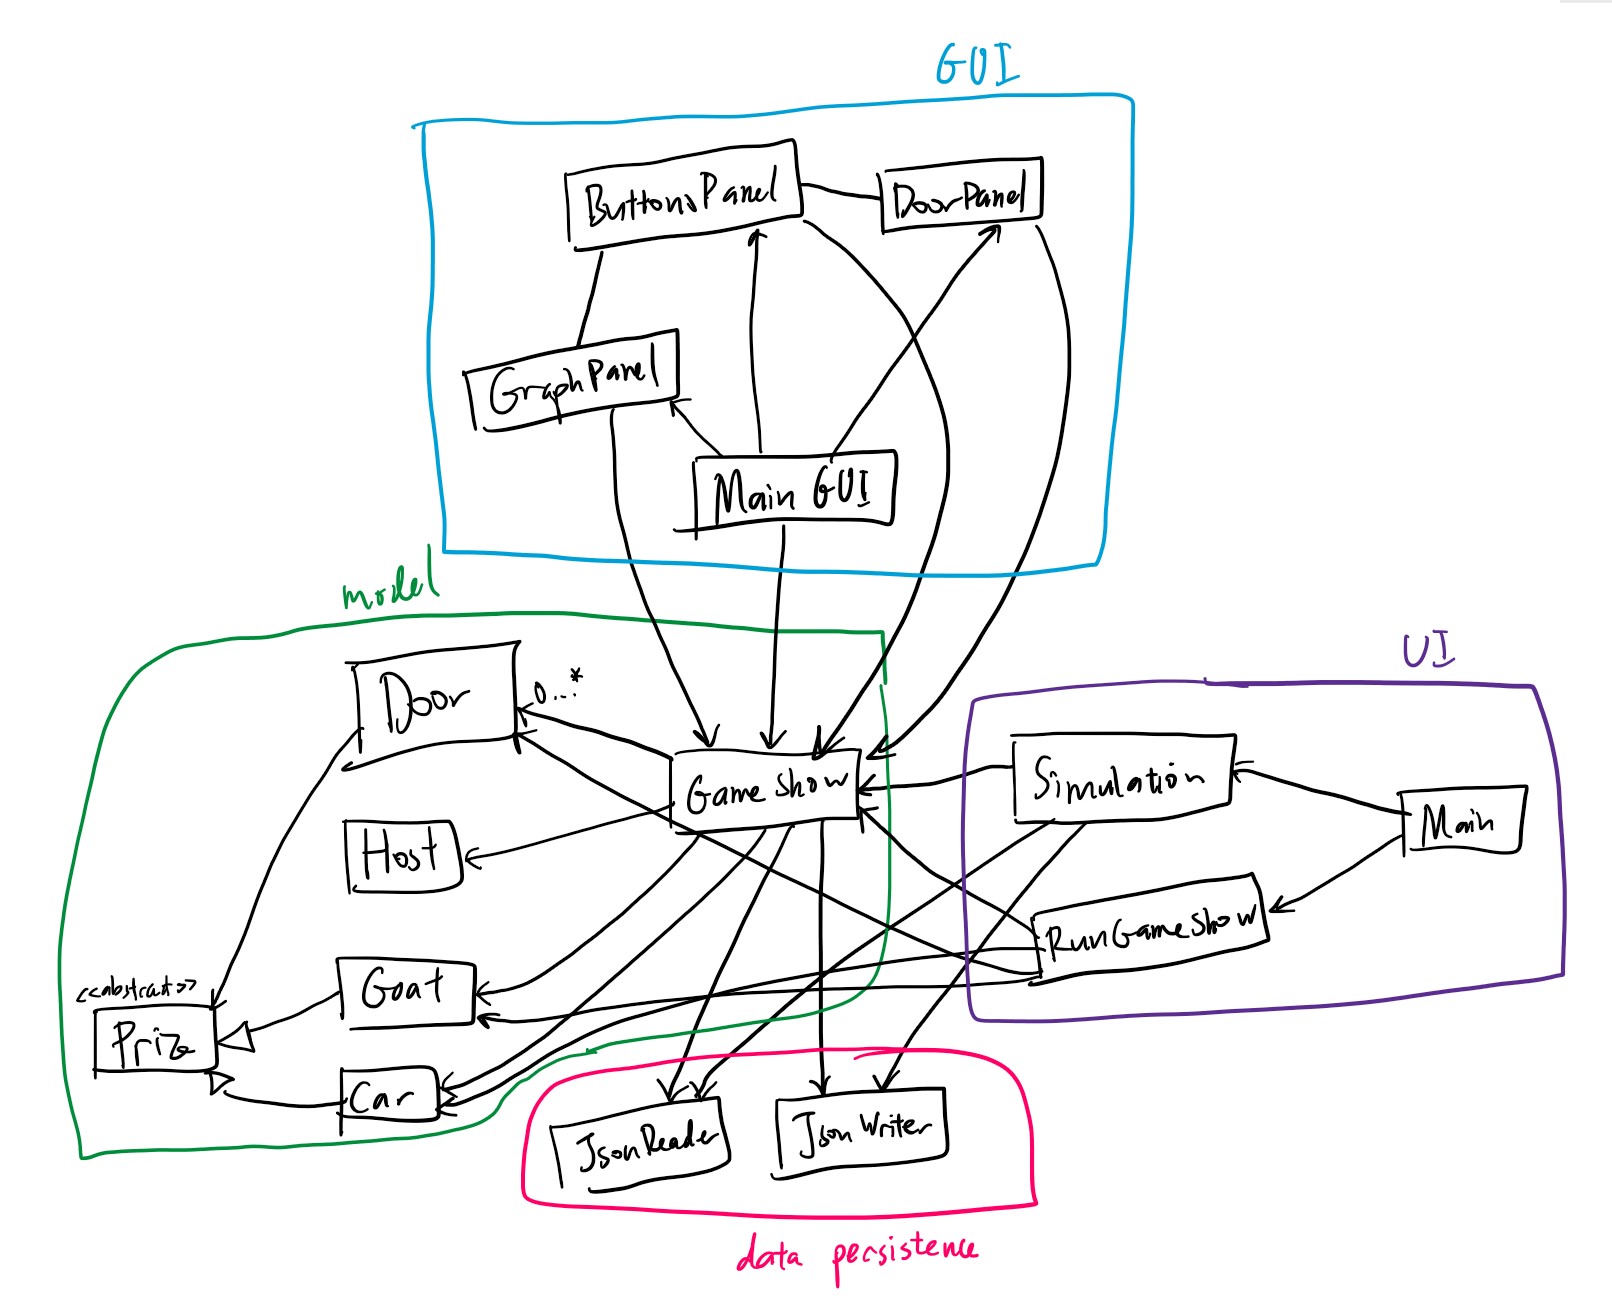 GUI
ButtonsPanel
DoorPanel
GraphPanel
Main GUI
model
UI
Door
0...*
Game Show
Simulation
Main
Host
RunGameShow
Goat
<<abstract>>
Prize
Car
JsonReader
Json Writer
data persistence